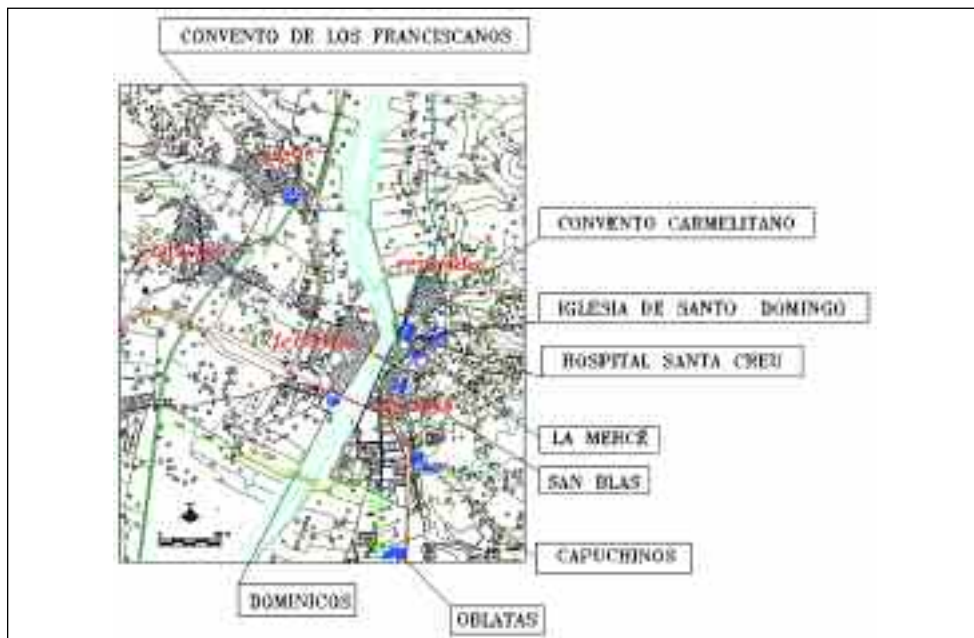 CONVENTO DE LOS FRANCISCANOS
CONVENTO CARMELITANO
IGLESIA DE SANTO DOMINGO
HOSPITAL SANTA CREU
LA MERCÉ
SAN BLAS
CAPUCHINOS
DOMINICOS
OBLATAS